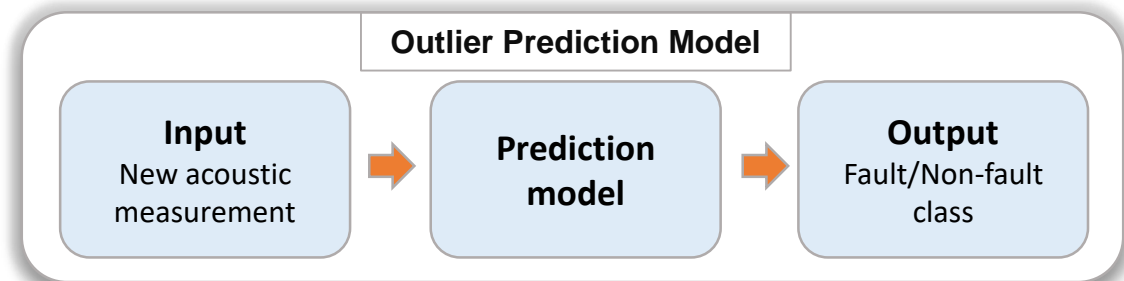 Outlier Prediction Model
Input
New acoustic
measurement
Prediction
model
Output
Fault/Non-fault
class